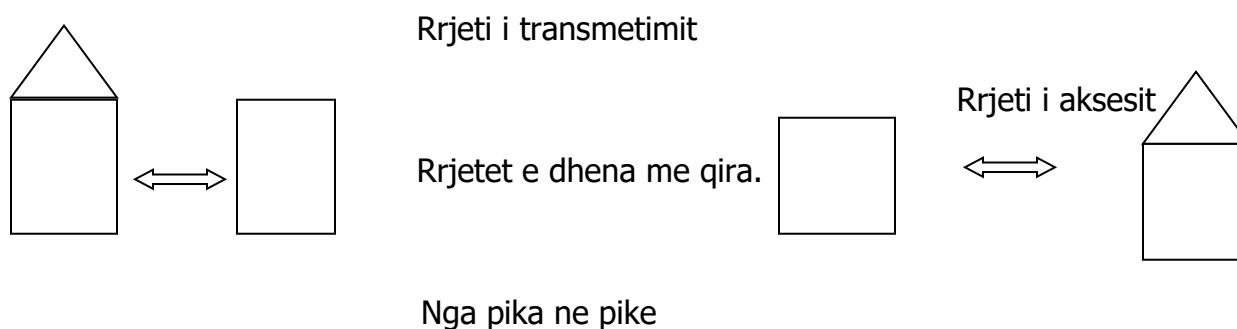 Rrjeti i transmetimit
Rrjeti i aksesit
Rrjetet e dhena me qira.
Nga pika ne pike